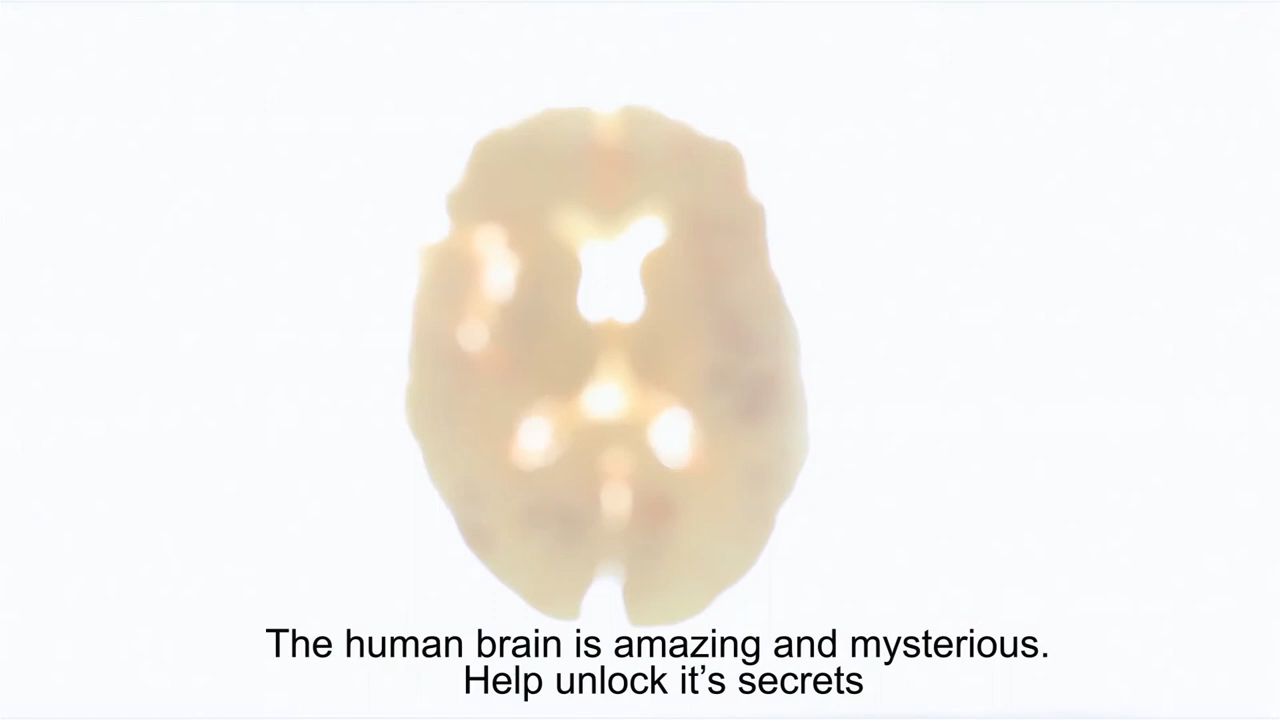 The human brain is amazing and mysterious.
Help unlock it’s secrets